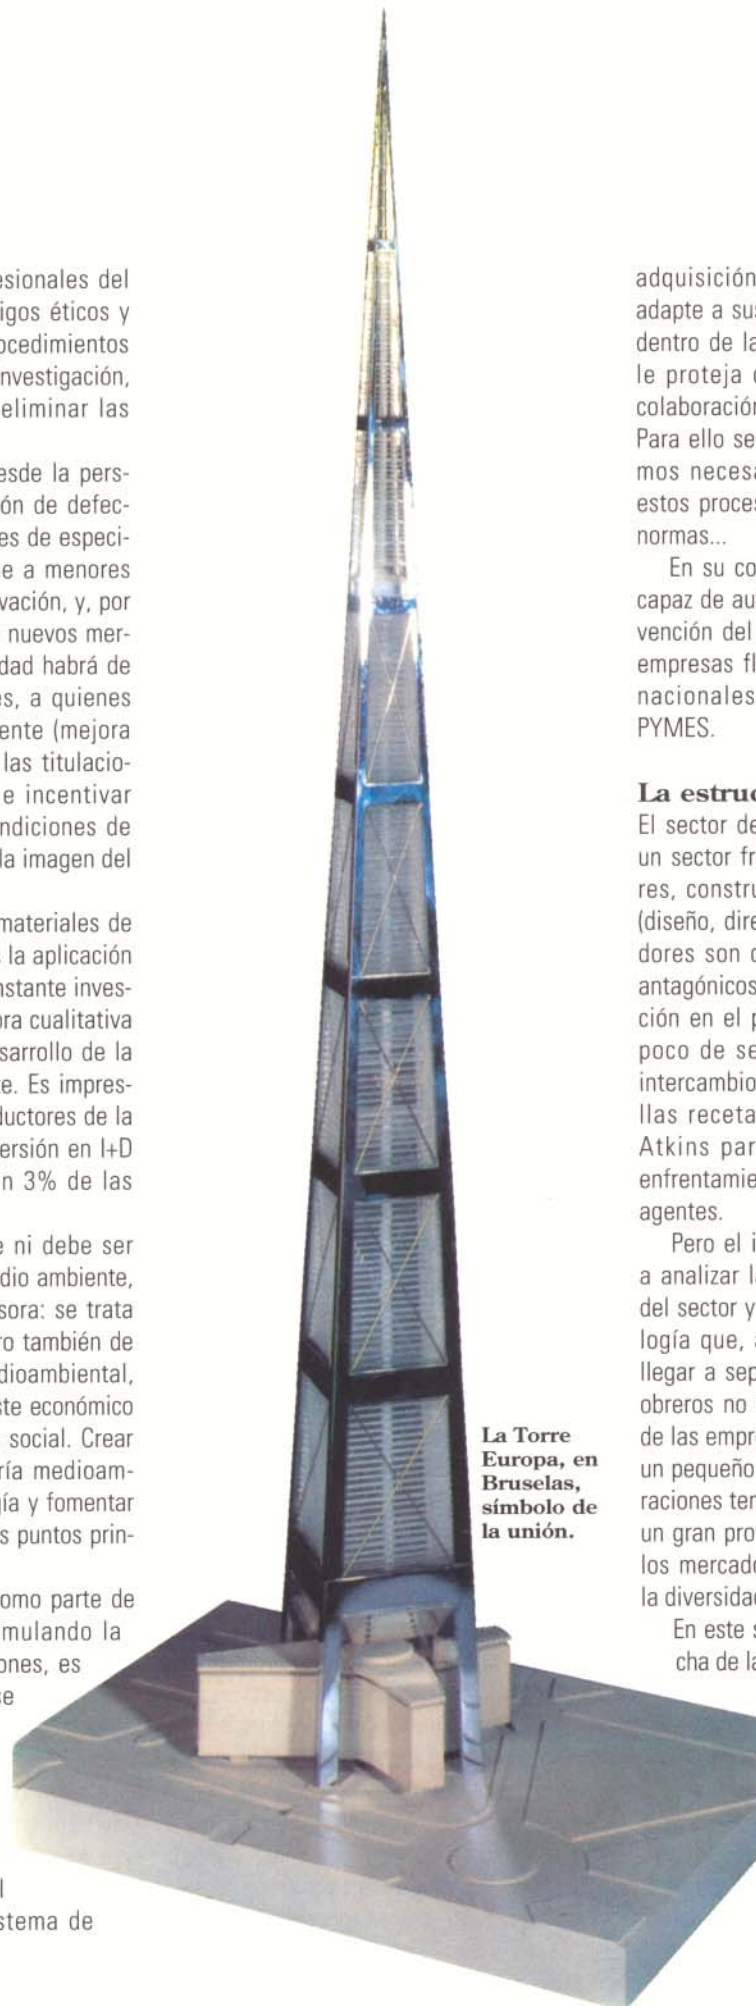 esionales del
igos éticos y
ocedimientos
nvestigación,
eliminar las
esde la pers-
ón de defec-
es de especi-
e a menores
vación, y, por
nuevos mer-
dad habrá de
es, a quienes
ente (mejora
las titulacio-
e incentivar
ndiciones de
la imagen del
materiales de
la aplicación
nstante inves-
ora cualitativa
sarrollo de la
te. Es impres-
ductores de la
ersión en I+D
n 3% de las
e ni debe ser
dio ambiente,
sora: se trata
ro también de
dioambiental,
ste económico
social. Crear
ría medioam-
gía y fomentar
s puntos prin-
omo parte de
mulando la
ones, es
se
l
stema de
La Torre
Europa, en
Bruselas,
símbolo de
la unión.
adquisición
adapte a sus
dentro de la
le proteja
colaboración
Para ello se
mos necesa
estos proces
normas...
En su co
capaz de au
vención del
empresas fl
nacionales
PYMES.
La estruc
El sector de
un sector fr
res, constru
(diseño, dire
dores son
antagónicos
ción en el p
poco de se
intercambio
llas receta
Atkins par
enfrentamie
agentes.
Pero el i
a analizar l
del sector y
logía que,
llegar a sep
obreros no
de las empr
un pequeño
raciones ten
un gran pro
los mercado
la diversidad
En este s
cha de la